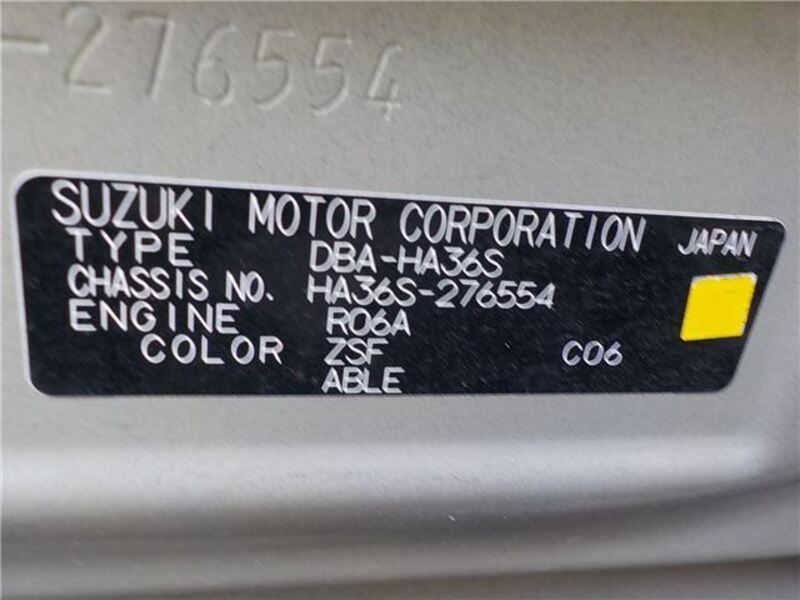 -276554
SUZUKI MOTOR CORPORATION JAPAN
TYPE DBA-HA36S
CHASSIS NO. HA36S-276554
ENGINE R06A
COLOR ZSF C06
ABLE